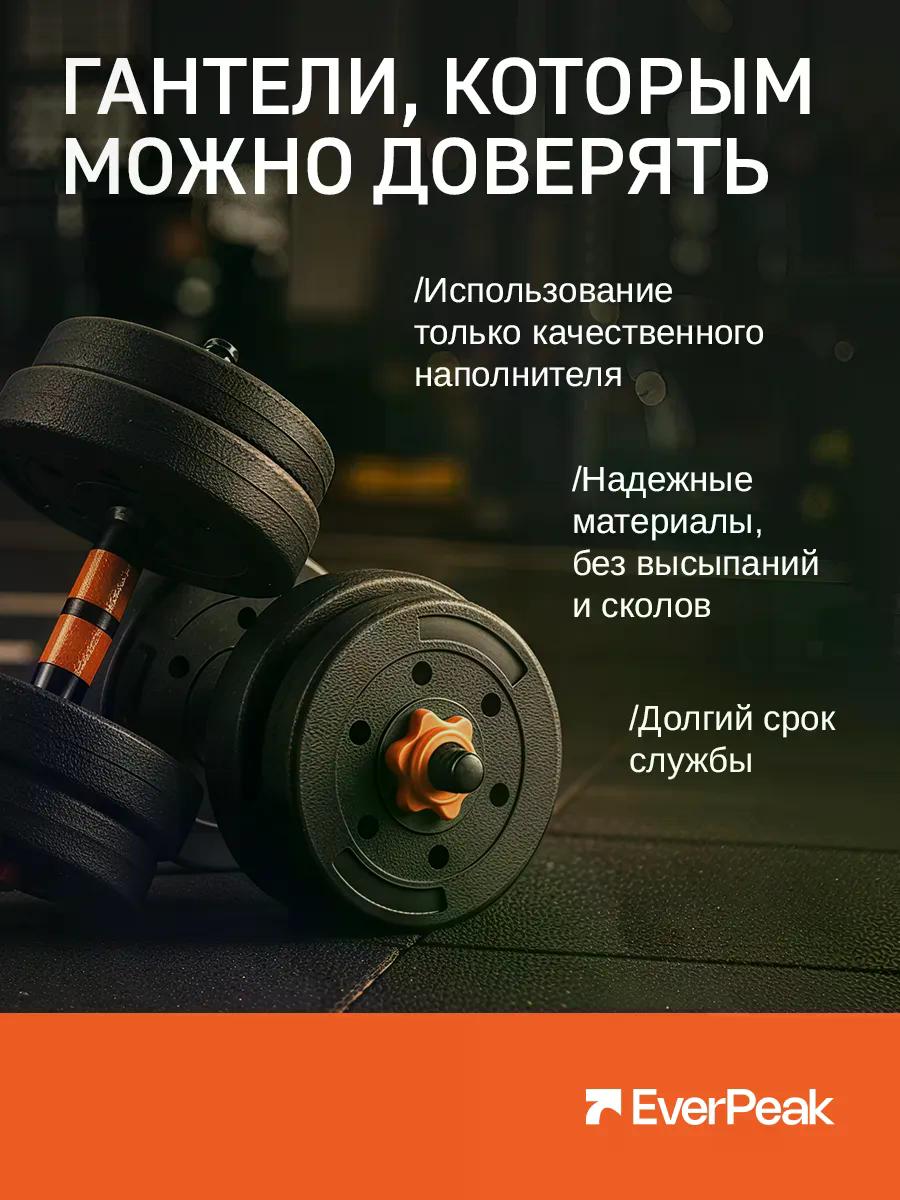 ГАНТЕЛИ, КОТОРЫМ
МОЖНО ДОВЕРЯТЬ
/Использование
только качественного
наполнителя
/Надежные
материалы,
без высыпаний
и сколов
/Долгий срок
службы
EverPeak